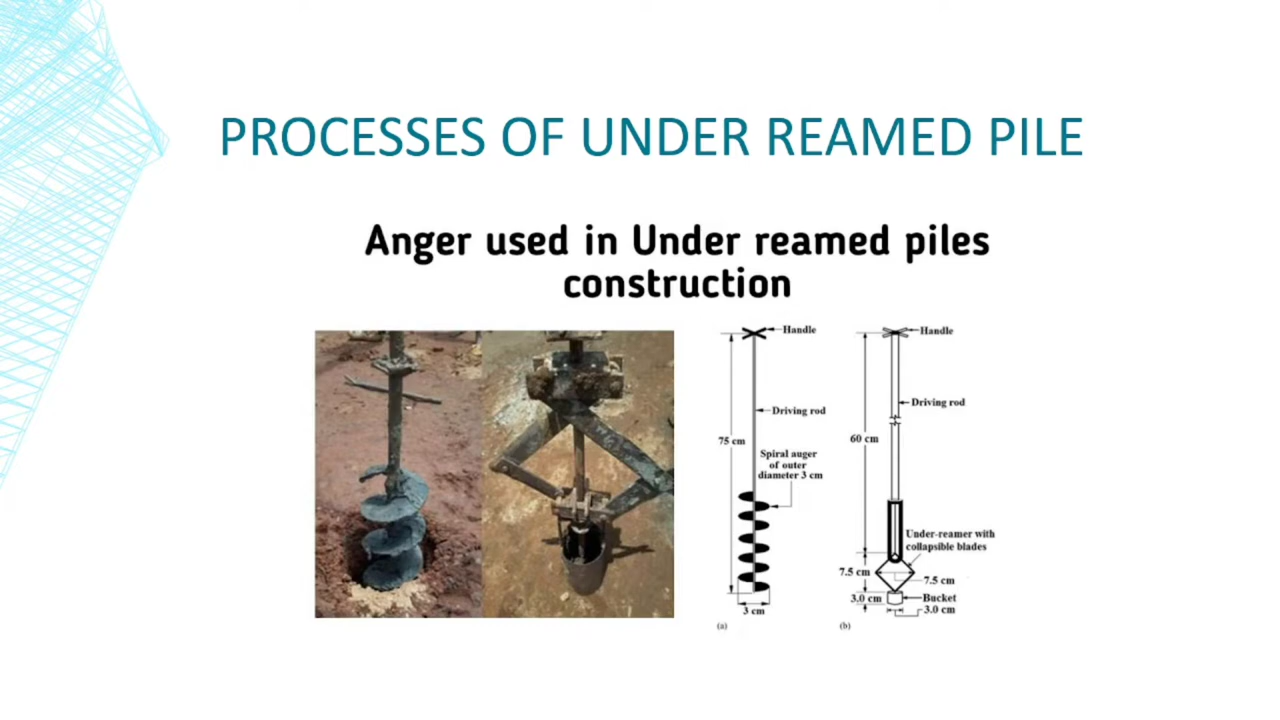 PROCESSES OF UNDER REAMED PILE
Anger used in Under reamed piles
construction
Handle
Driving rod
75 cm
Spiral auger
of outer
diameter 3 cm
3 cm
(a)
Handle
Driving rod
60 cm
Under-reamer with
collapsible blades
7.5 cm
7.5 cm
3.0 cm
Bucket
3.0 cm
(b)